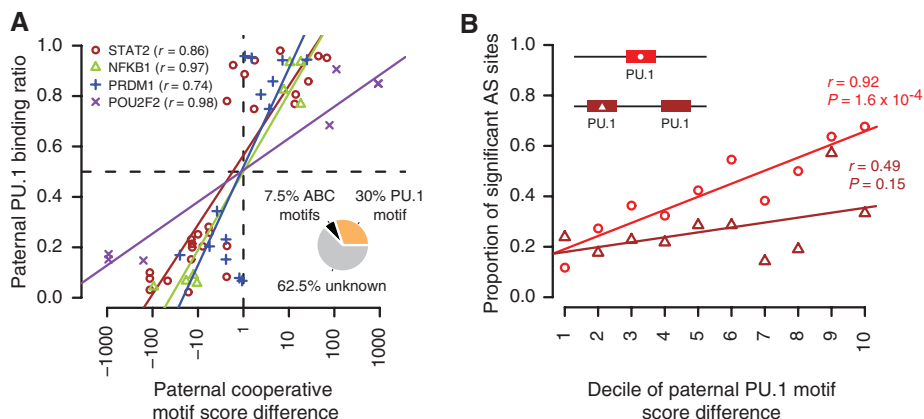 A
Paternal PU.1 binding ratio
1.0
0.8
0.6
0.4
0.2
0.0
STAT2 (r = 0.86)
NFKB1 (r = 0.97)
PRDM1 (r = 0.74)
POU2F2 (r = 0.98)
7.5% ABC
motifs
30% PU.1
motif
62.5% unknown
−1000
−100
−10
1
10
100
1000
Paternal cooperative
motif score difference
B
Proportion of significant AS sites
1.0
0.8
0.6
0.4
0.2
0.0
PU.1
PU.1 PU.1
r = 0.92
P = 1.6 x 10-4
r = 0.49
P = 0.15
1 2 3 4 5 6 7 8 9 10
Decile of paternal PU.1 motif
score difference